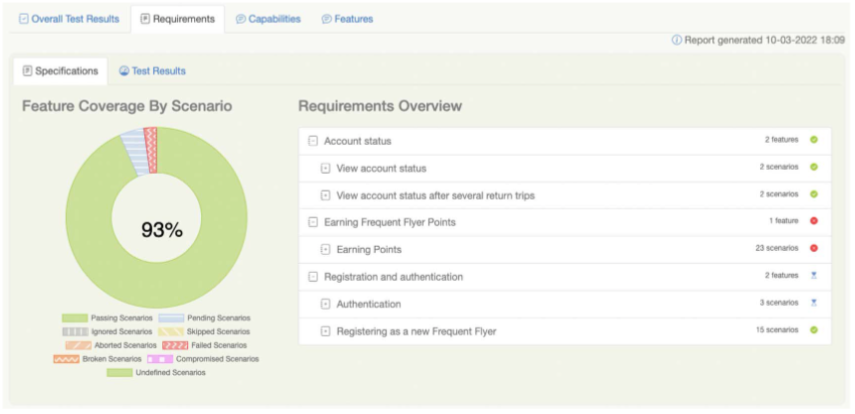 Overall Test Results Requirements Capabilities Features
Report generated 10-03-2022 18:09
Specifications Test Results
Feature Coverage By Scenario
93%
Passing Scenarios Pending Scenarios
Ignored Scenarios Skipped Scenarios
Aborted Scenarios Failed Scenarios
Broken Scenarios Compromised Scenarios
Undefined Scenarios
Requirements Overview
Account status 2 features
View account status 2 scenarios
View account status after several return trips 2 scenarios
Earning Frequent Flyer Points 1 feature
Earning Points 23 scenarios
Registration and authentication 2 features
Authentication 3 scenarios
Registering as a new Frequent Flyer 15 scenarios